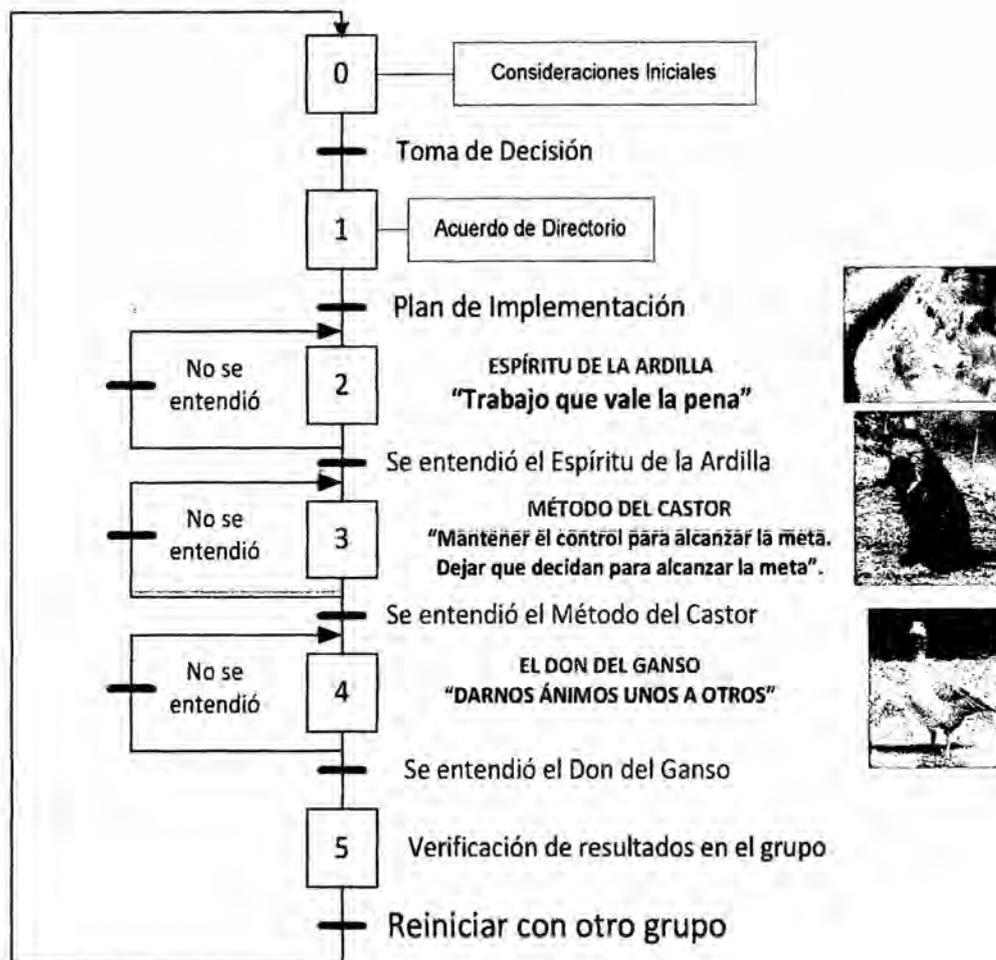 0
Consideraciones Iniciales
Toma de Decisión
1
Acuerdo de Directorio
Plan de Implementación
No se
entendió
2
ESPÍRITU DE LA ARDILLA
“Trabajo que vale la pena”
Se entendió el Espíritu de la Ardilla
No se
entendió
3
MÉTODO DEL CASTOR
“Mantener el control para alcanzar la meta.
Dejar que decidan para alcanzar la meta”.
Se entendió el Método del Castor
No se
entendió
4
EL DON DEL GANSO
“DARNOS ÁNIMOS UNOS A OTROS”
Se entendió el Don del Ganso
5
Verificación de resultados en el grupo
Reiniciar con otro grupo